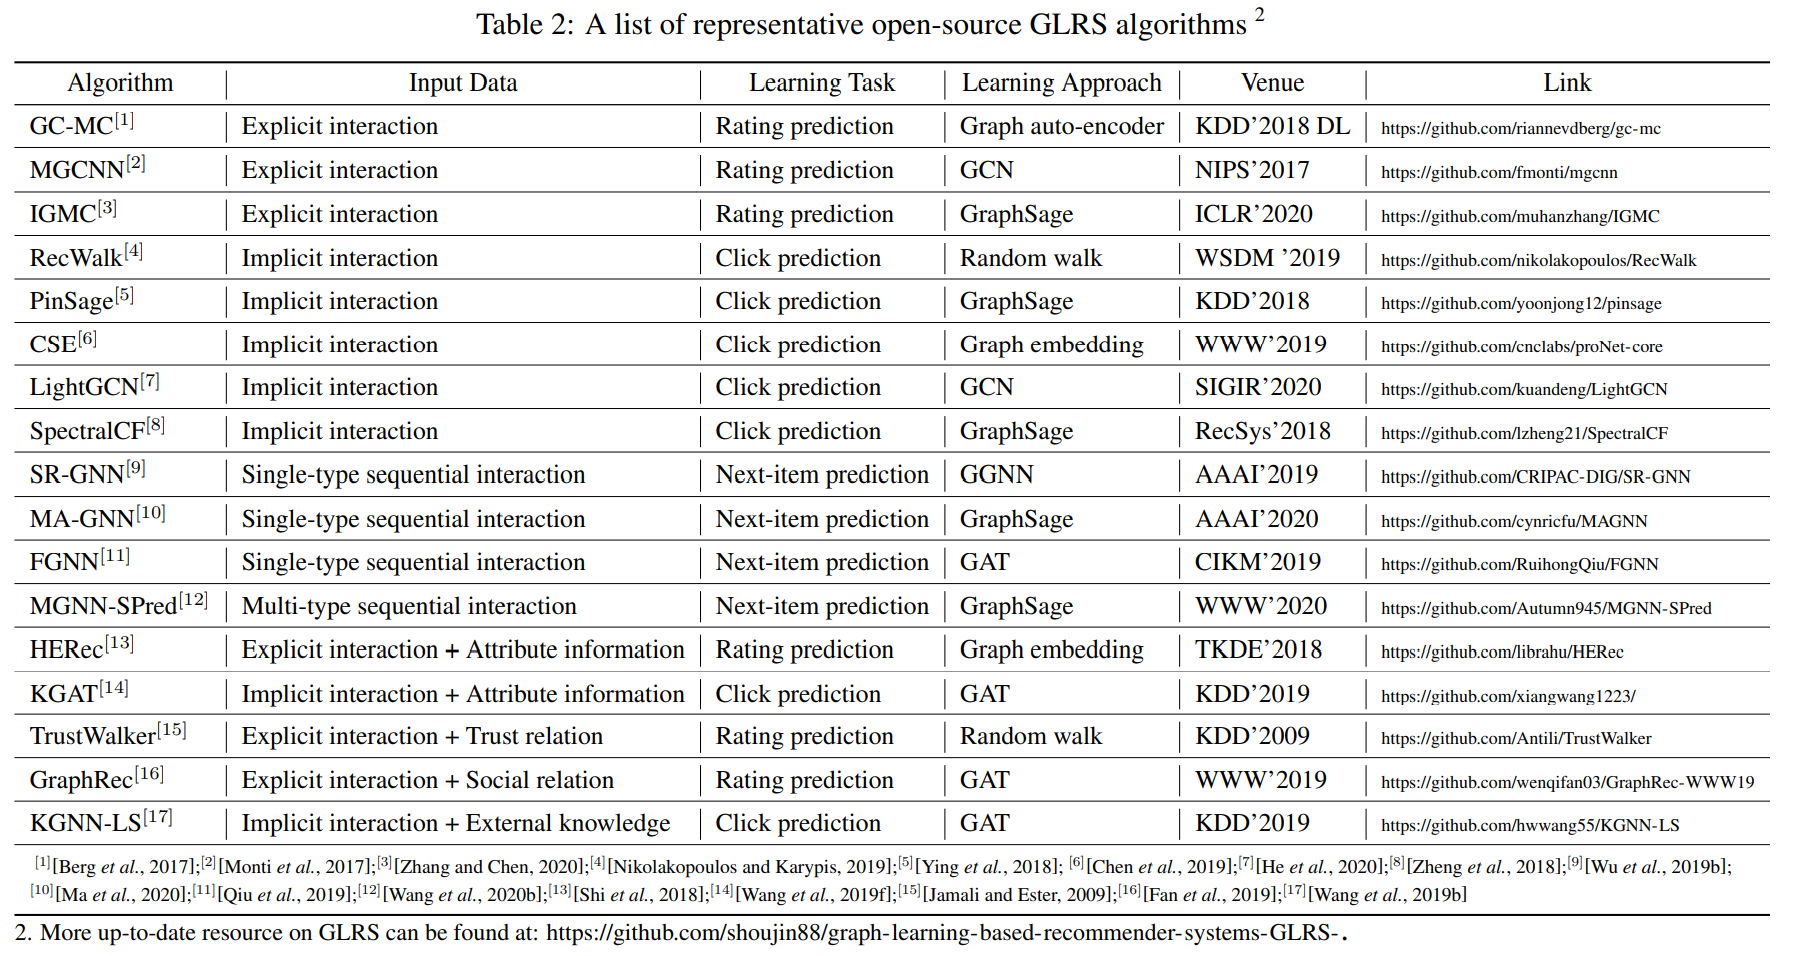 Table 2: A list of representative open-source GLRS algorithms 2
Algorithm | Input Data | Learning Task | Learning Approach | Venue | Link
GC-MC[1] | Explicit interaction | Rating prediction | Graph auto-encoder | KDD’2018 DL | https://github.com/riannevdberg/gc-mc
MGCNN[2] | Explicit interaction | Rating prediction | GCN | NIPS’2017 | https://github.com/fmonti/mgcnn
IGMC[3] | Explicit interaction | Rating prediction | GraphSage | ICLR’2020 | https://github.com/muhanzhang/IGMC
RecWalk[4] | Implicit interaction | Click prediction | Random walk | WSDM ’2019 | https://github.com/nikolakopoulos/RecWalk
PinSage[5] | Implicit interaction | Click prediction | GraphSage | KDD’2018 | https://github.com/yoonjong12/pinsage
CSE[6] | Implicit interaction | Click prediction | Graph embedding | WWW’2019 | https://github.com/cnclabs/proNet-core
LightGCN[7] | Implicit interaction | Click prediction | GCN | SIGIR’2020 | https://github.com/kuandeng/LightGCN
SpectralCF[8] | Implicit interaction | Click prediction | GraphSage | RecSys’2018 | https://github.com/lzheng21/SpectralCF
SR-GNN[9] | Single-type sequential interaction | Next-item prediction | GGNN | AAAI’2019 | https://github.com/CRIPAC-DIG/SR-GNN
MA-GNN[10] | Single-type sequential interaction | Next-item prediction | GraphSage | AAAI’2020 | https://github.com/cynricfu/MAGNN
FGNN[11] | Single-type sequential interaction | Next-item prediction | GAT | CIKM’2019 | https://github.com/RuihongQiu/FGNN
MGNN-SPred[12] | Multi-type sequential interaction | Next-item prediction | GraphSage | WWW’2020 | https://github.com/Autumn945/MGNN-SPred
HERec[13] | Explicit interaction + Attribute information | Rating prediction | Graph embedding | TKDE’2018 | https://github.com/librahu/HERec
KGAT[14] | Implicit interaction + Attribute information | Click prediction | GAT | KDD’2019 | https://github.com/xiangwang1223/
TrustWalker[15] | Explicit interaction + Trust relation | Rating prediction | Random walk | KDD’2009 | https://github.com/Antili/TrustWalker
GraphRec[16] | Explicit interaction + Social relation | Rating prediction | GAT | WWW’2019 | https://github.com/wenqifan03/GraphRec-WWW19
KGNN-LS[17] | Implicit interaction + External knowledge | Click prediction | GAT | KDD’2019 | https://github.com/hwwang55/KGNN-LS
[1][Berg et al., 2017];[2][Monti et al., 2017];[3][Zhang and Chen, 2020];[4][Nikolakopoulos and Karypis, 2019];[5][Ying et al., 2018]; [6][Chen et al., 2019];[7][He et al., 2020];[8][Zheng et al., 2018];[9][Wu et al., 2019b];
[10][Ma et al., 2020];[11][Qiu et al., 2019];[12][Wang et al., 2020b];[13][Shi et al., 2018];[14][Wang et al., 2019f];[15][Jamali and Ester, 2009];[16][Fan et al., 2019];[17][Wang et al., 2019b]
2. More up-to-date resource on GLRS can be found at: https://github.com/shoujin88/graph-learning-based-recommender-systems-GLRS-.